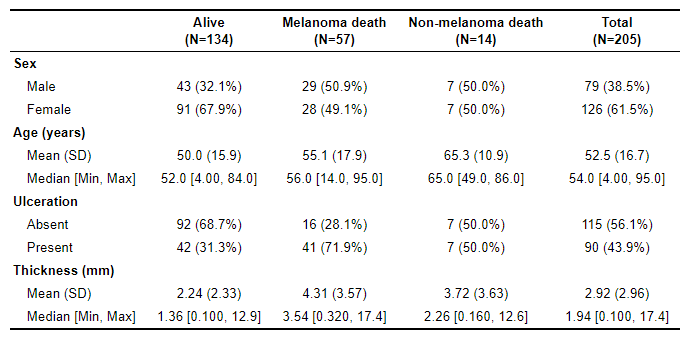 Alive Melanoma death Non-melanoma death Total
(N=134) (N=57) (N=14) (N=205)
Sex
Male 43 (32.1%) 29 (50.9%) 7 (50.0%) 79 (38.5%)
Female 91 (67.9%) 28 (49.1%) 7 (50.0%) 126 (61.5%)
Age (years)
Mean (SD) 50.0 (15.9) 55.1 (17.9) 65.3 (10.9) 52.5 (16.7)
Median [Min, Max] 52.0 [4.00, 84.0] 56.0 [14.0, 95.0] 65.0 [49.0, 86.0] 54.0 [4.00, 95.0]
Ulceration
Absent 92 (68.7%) 16 (28.1%) 7 (50.0%) 115 (56.1%)
Present 42 (31.3%) 41 (71.9%) 7 (50.0%) 90 (43.9%)
Thickness (mm)
Mean (SD) 2.24 (2.33) 4.31 (3.57) 3.72 (3.63) 2.92 (2.96)
Median [Min, Max] 1.36 [0.100, 12.9] 3.54 [0.320, 17.4] 2.26 [0.160, 12.6] 1.94 [0.100, 17.4]